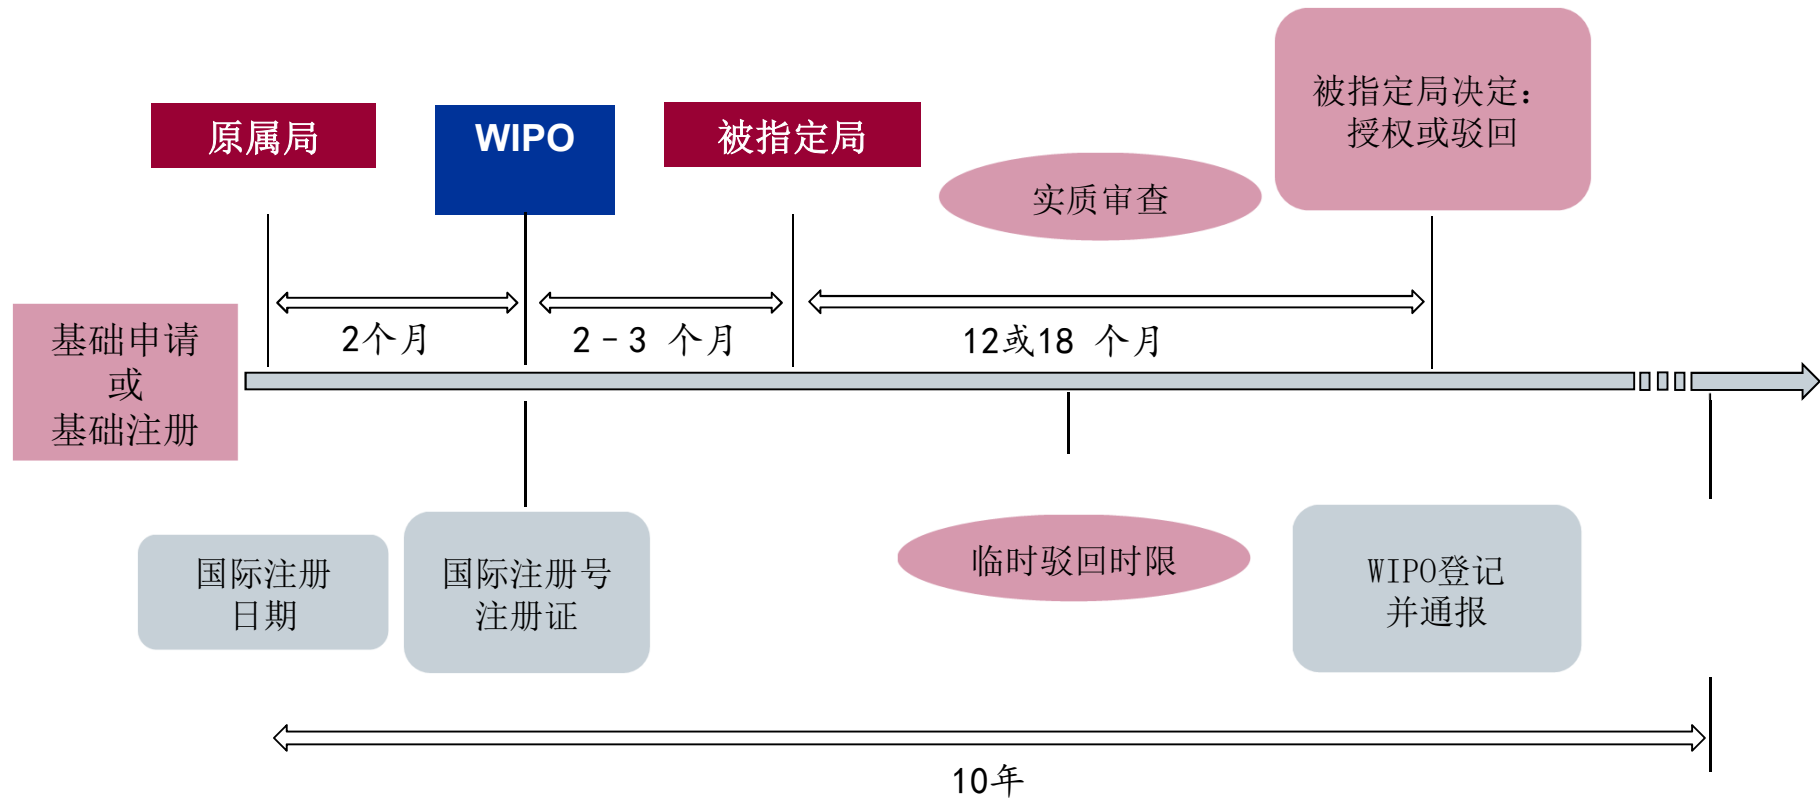 被指定局决定：
授权或驳回
原属局
WIPO
被指定局
实质审查
2个月
2-3 个月
12或18 个月
基础申请
或
基础注册
国际注册
日期
国际注册号
注册证
临时驳回时限
WIPO登记
并通报
10年